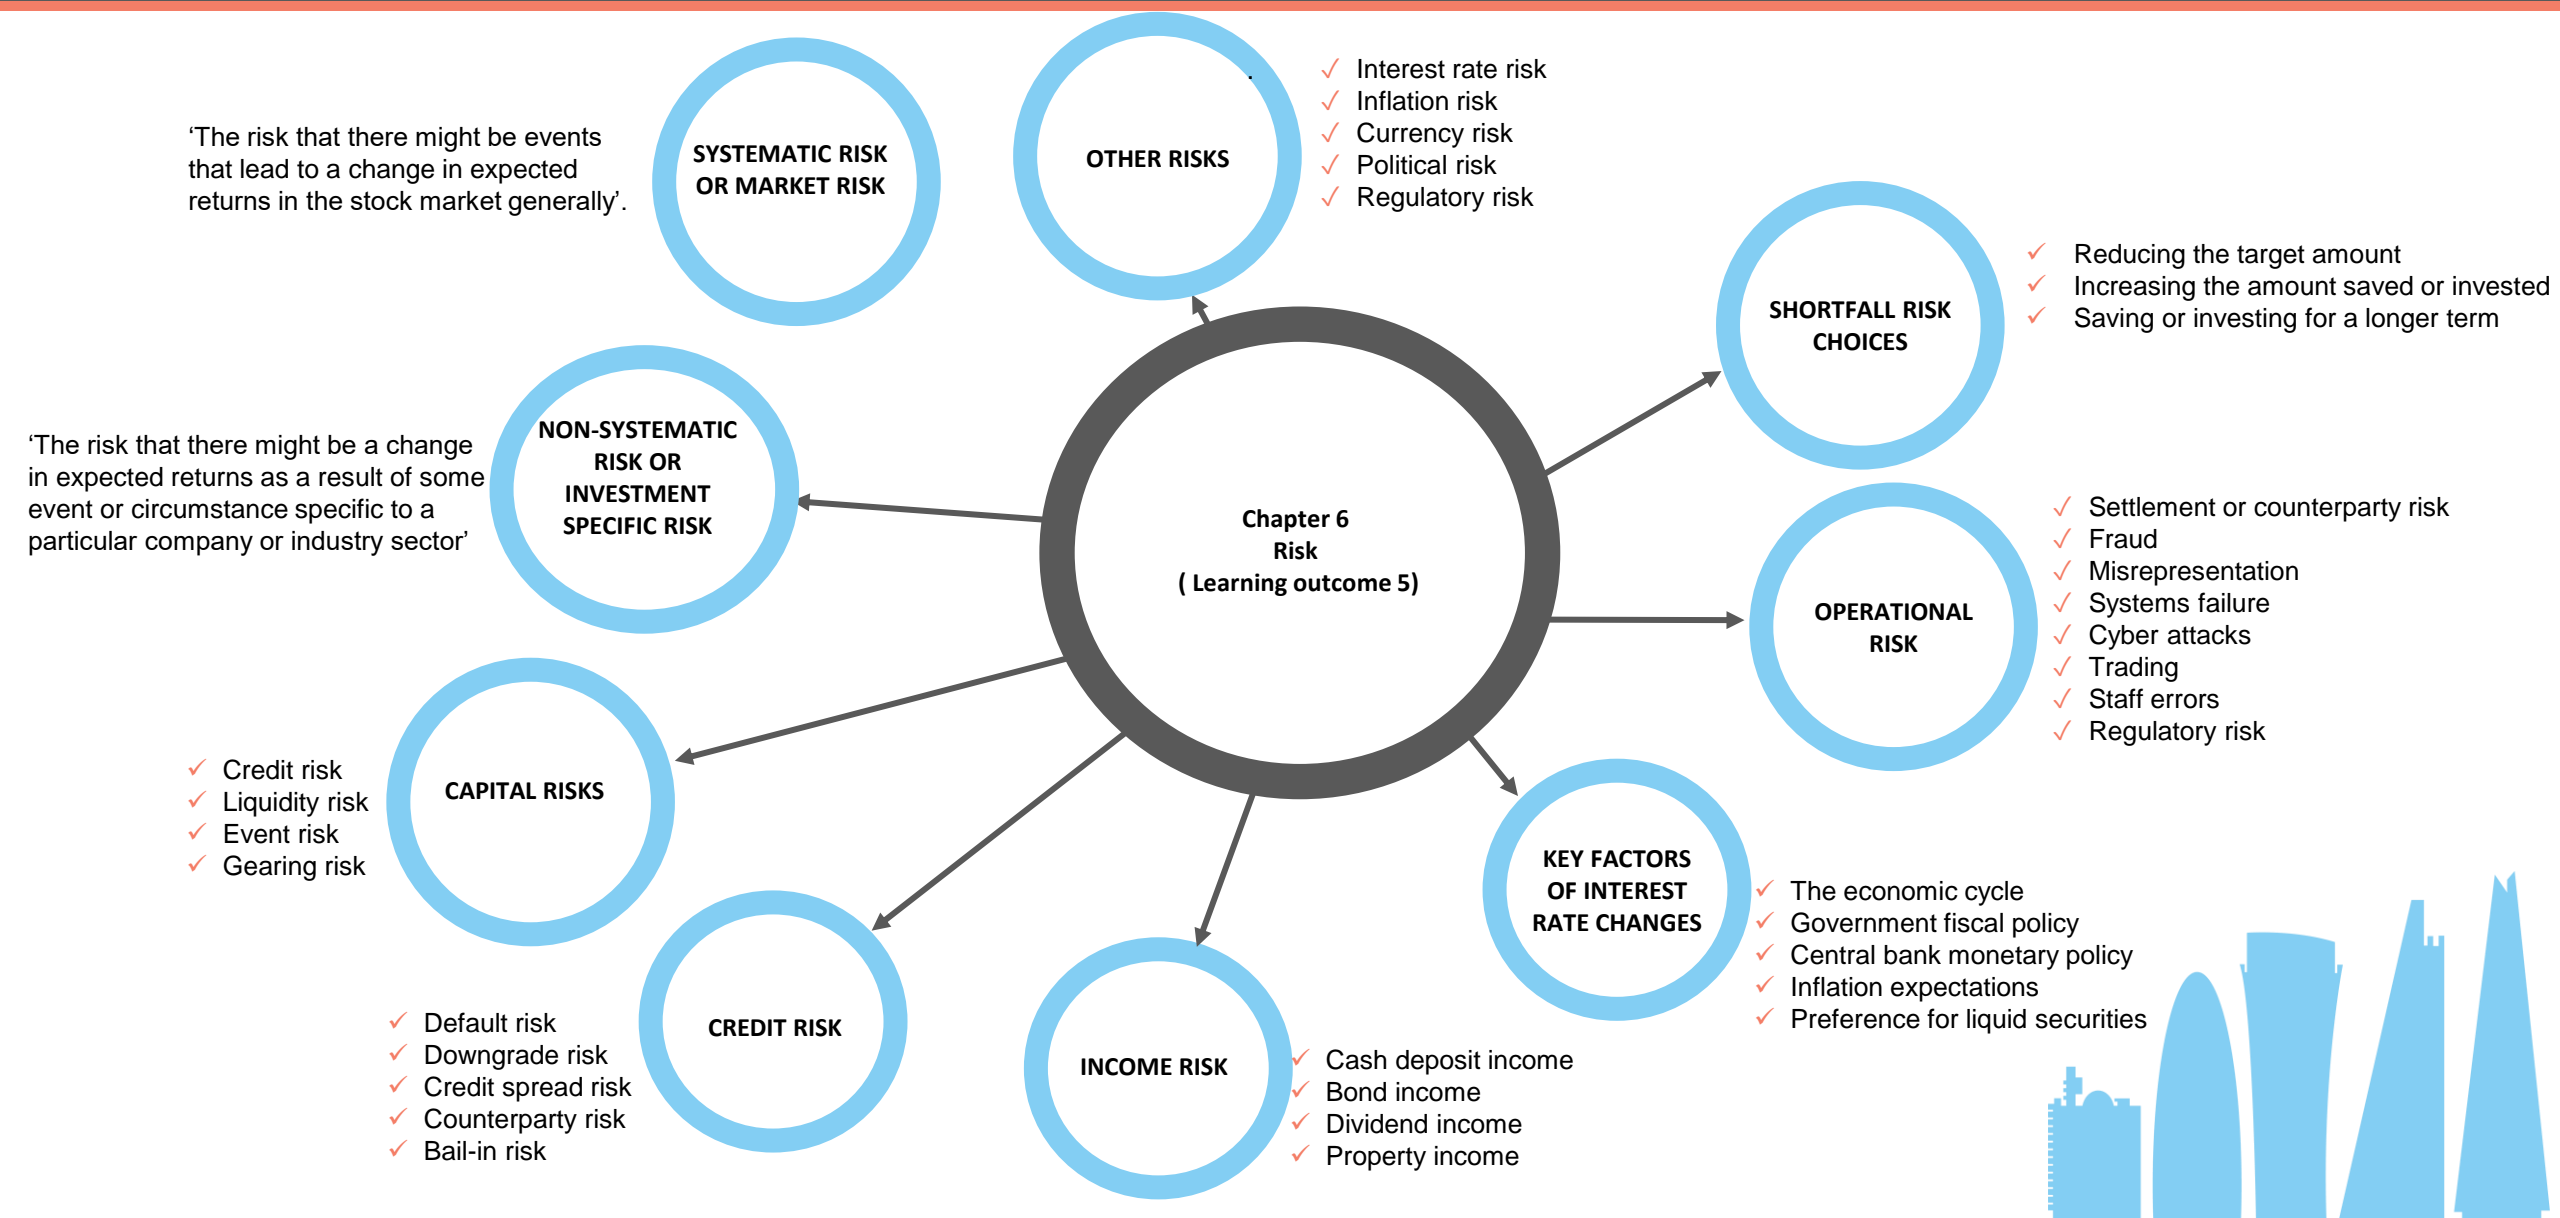 ‘The risk that there might be events
that lead to a change in expected
returns in the stock market generally’.
SYSTEMATIC RISK
OR MARKET RISK
OTHER RISKS
.
✓ Interest rate risk
✓ Inflation risk
✓ Currency risk
✓ Political risk
✓ Regulatory risk
SHORTFALL RISK
CHOICES
✓ Reducing the target amount
✓ Increasing the amount saved or invested
✓ Saving or investing for a longer term
‘The risk that there might be a change
in expected returns as a result of some
event or circumstance specific to a
particular company or industry sector’
NON-SYSTEMATIC
RISK OR
INVESTMENT
SPECIFIC RISK
Chapter 6
Risk
( Learning outcome 5)
OPERATIONAL
RISK
✓ Settlement or counterparty risk
✓ Fraud
✓ Misrepresentation
✓ Systems failure
✓ Cyber attacks
✓ Trading
✓ Staff errors
✓ Regulatory risk
✓ Credit risk
✓ Liquidity risk
✓ Event risk
✓ Gearing risk
CAPITAL RISKS
KEY FACTORS
OF INTEREST
RATE CHANGES
✓ The economic cycle
✓ Government fiscal policy
✓ Central bank monetary policy
✓ Inflation expectations
✓ Preference for liquid securities
✓ Default risk
✓ Downgrade risk
✓ Credit spread risk
✓ Counterparty risk
✓ Bail-in risk
CREDIT RISK
INCOME RISK
✓ Cash deposit income
✓ Bond income
✓ Dividend income
✓ Property income